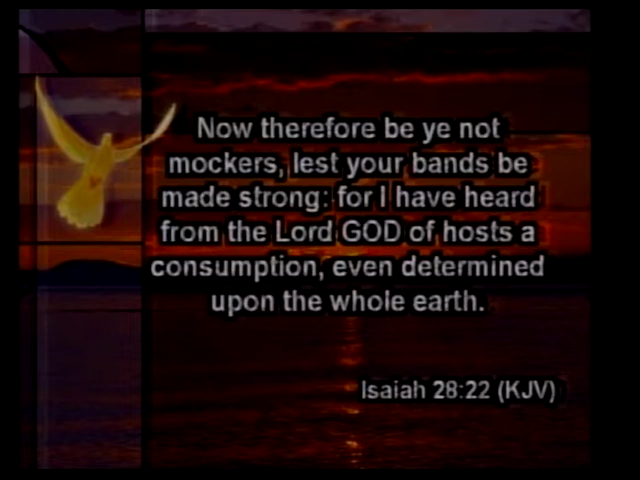 Now therefore be ye not
mockers, lest your bands be
made strong: for I have heard
from the Lord GOD of hosts a
consumption, even determined
upon the whole earth.
Isaiah 28:22 (KJV)